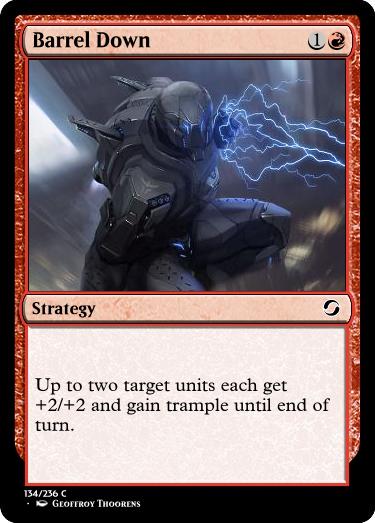 Barrel Down 1
Strategy
Up to two target units each get
+2/+2 and gain trample until end of
turn.
134/236 C
· Geoffroy Thoorens